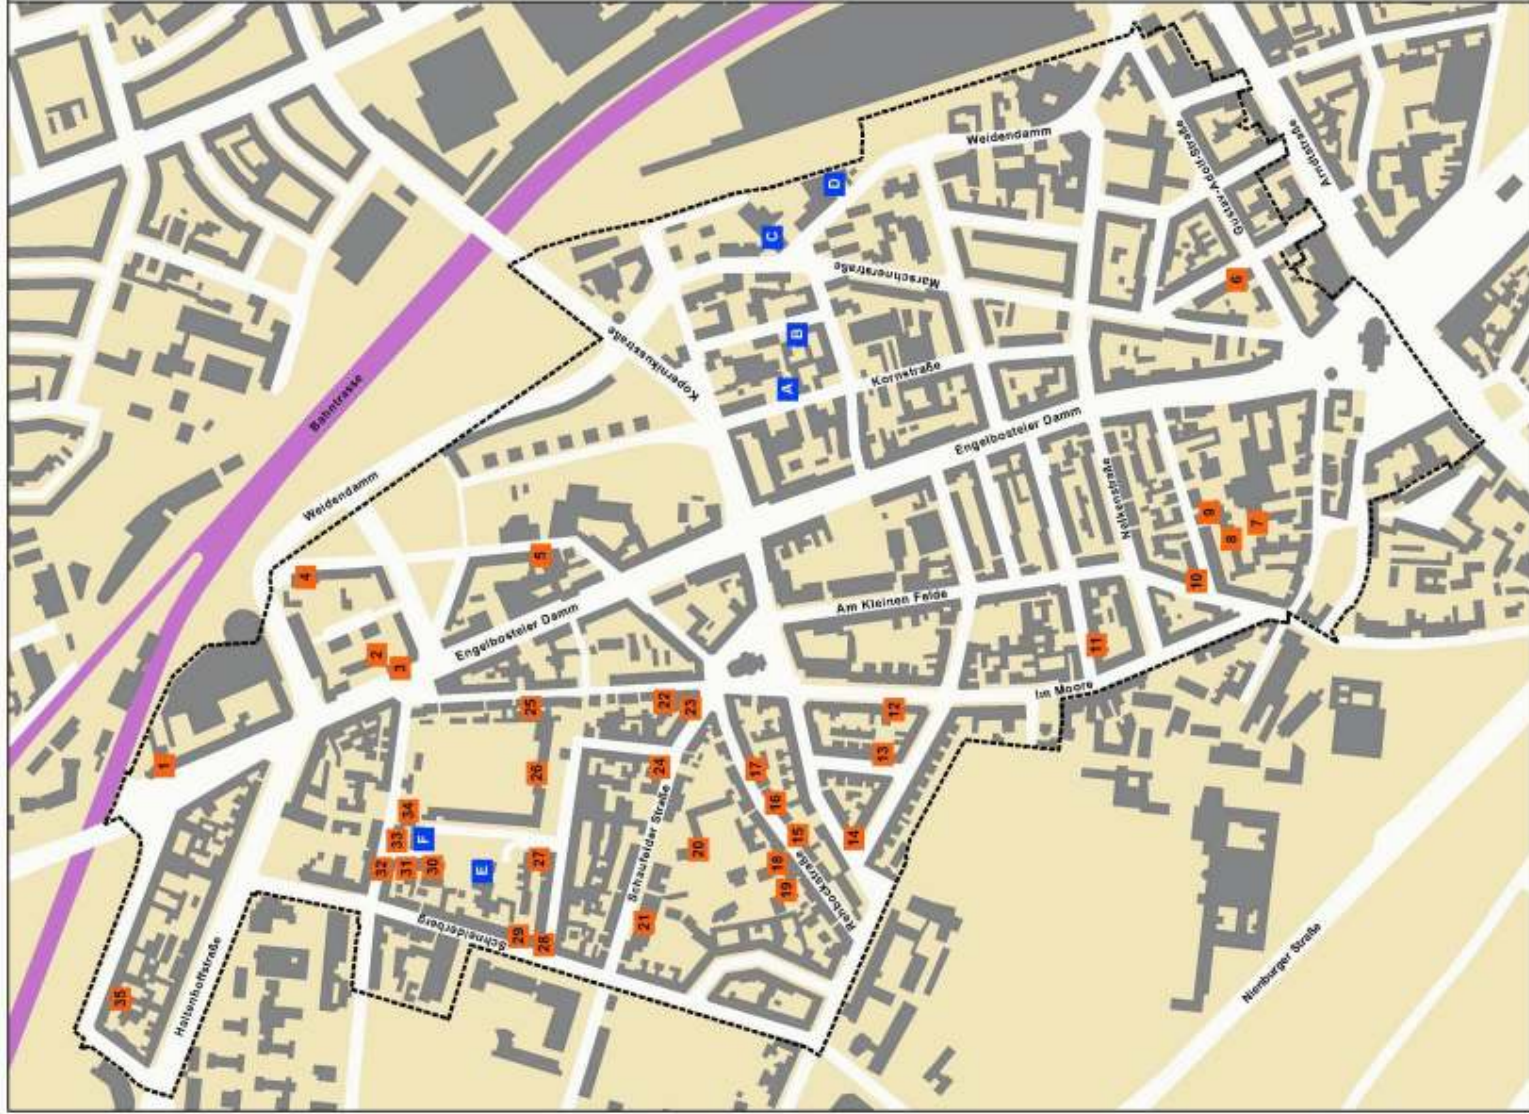 Bahntrasse
Weidendamm
Kopernikusstraße
Weidendamm
Gustav-Adolf-Straße
Arndtstraße
Marschnerstraße
Kornstraße
Engelbosteler Damm
Nelkenstraße
Am Kleinen Felde
Engelbosteler Damm
Im Moore
Schaufelder Straße
Rehbockstraße
Schneiderberg
Haltenhoffstraße
Nienburger Straße
A
B
C
D
E
F
1
2
3
4
5
6
7
8
9
10
11
12
13
14
15
16
17
18
19
20
21
22
23
24
25
26
27
28
29
30
31
32
33
34
35